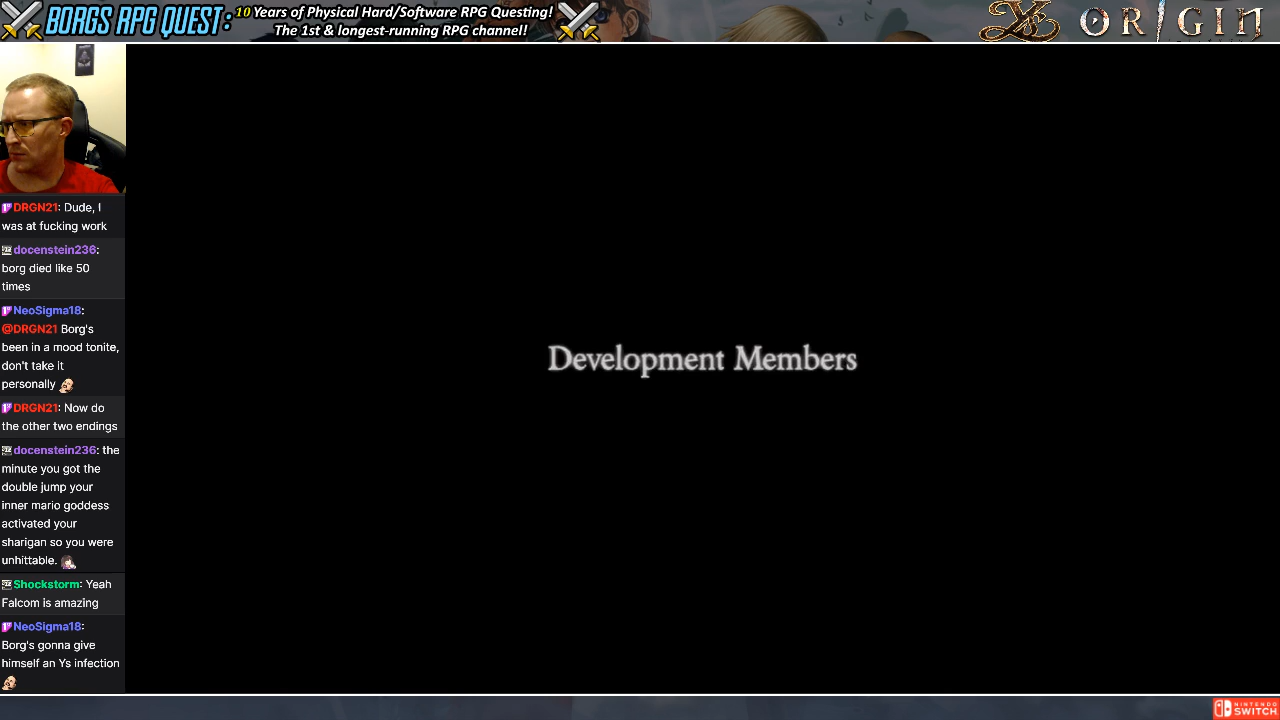 BORGS RPG QUEST:
10 Years of Physical Hard/Software RPG Questing!
The 1st & longest-running RPG channel!
Ys ORIGIN
DRGN21: Dude, I
was at fucking work
docenstein236:
borg died like 50
times
NeoSigma18:
@DRGN21 Borg's
been in a mood tonite,
don't take it
personally
DRGN21: Now do
the other two endings
docenstein236: the
minute you got the
double jump your
inner mario goddess
activated your
sharigan so you were
unhittable.
Shockstorm: Yeah
Falcom is amazing
NeoSigma18:
Borg's gonna give
himself an Ys infection
Development Members
NINTENDO
SWITCH